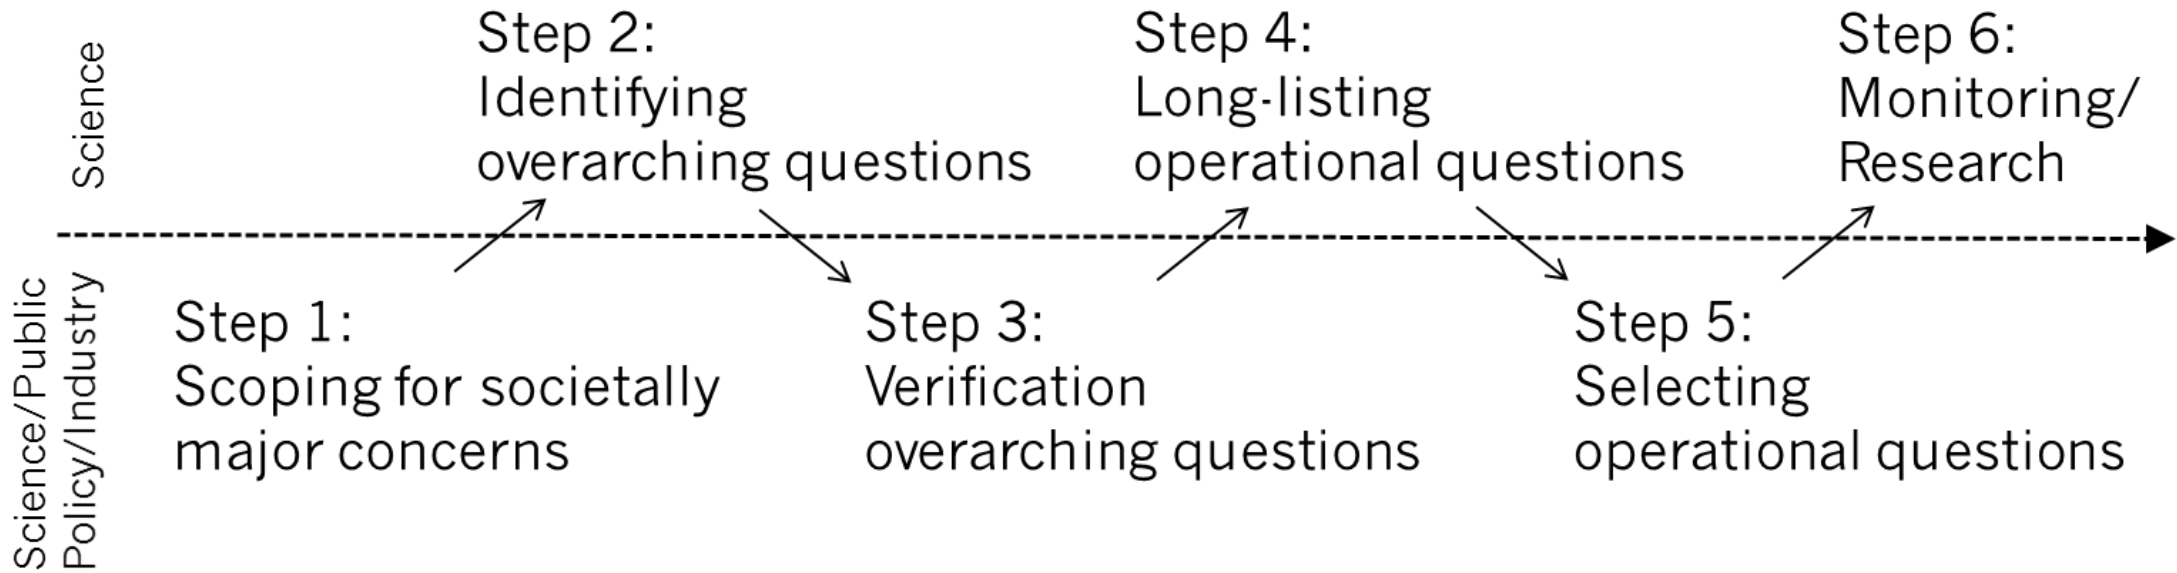 Science
Step 2:
Identifying
overarching questions
Step 4:
Long-listing
operational questions
Step 6:
Monitoring/
Research
Science/Public
Policy/Industry
Step 1:
Scoping for societally
major concerns
Step 3:
Verification
overarching questions
Step 5:
Selecting
operational questions